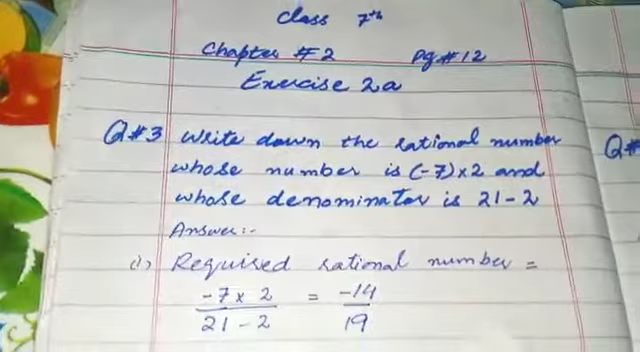 Class 7th
Chapter # 2 Pg # 12
Exercise 2a
Q#3 Write down the rational number
whose number is (-7)×2 and
whose denominator is 21-2
Answer:-
(i) Required rational number =
-7×2 / 21-2 = -14 / 19
Q#